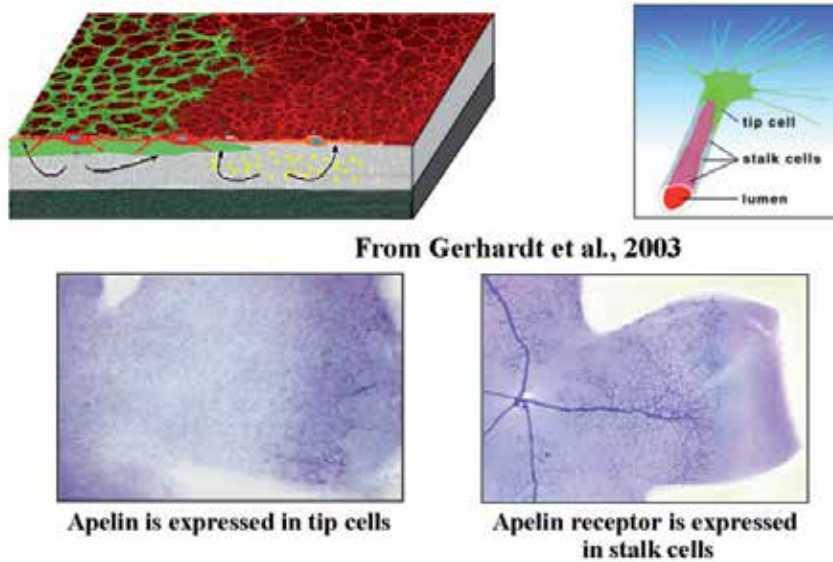 tip cell
stalk cells
lumen
From Gerhardt et al., 2003
Apelin is expressed in tip cells
Apelin receptor is expressed
in stalk cells